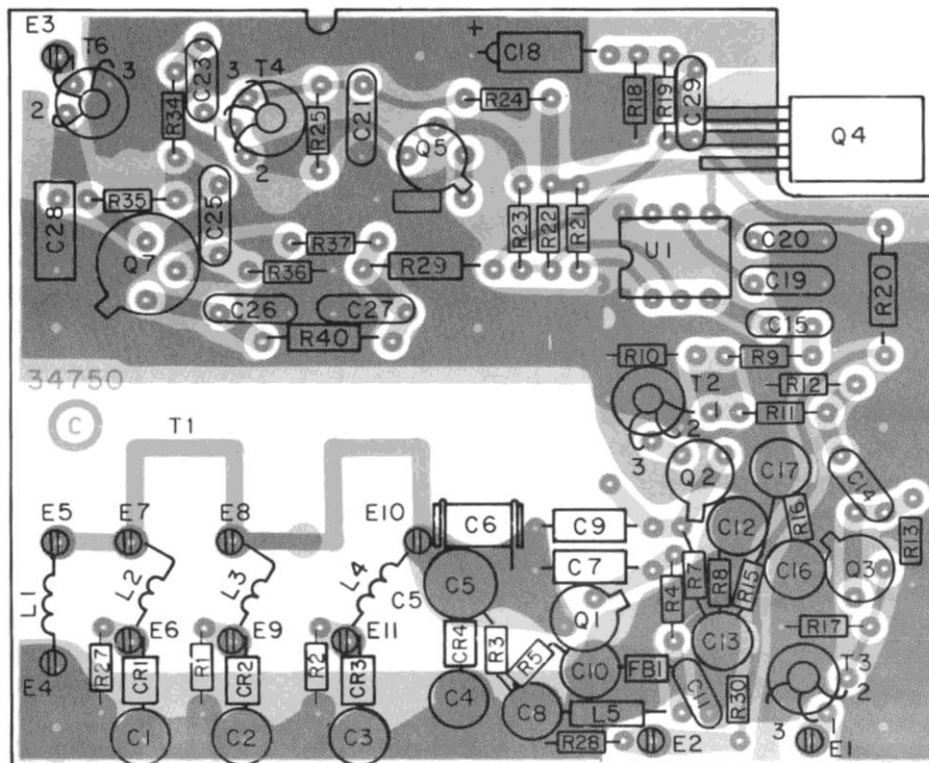 E3
T6
1
3
2
R34
C23
3
T4
1
2
R25
C21
+
C18
R24
Q5
R18
R19
C29
Q4
C28
R35
C25
Q7
R37
R36
R29
R23
R22
R21
U1
C20
C19
R20
C26
C27
R40
C15
R10
R9
T2
R12
1
R11
2
3
34750
C
T1
Q2
C17
C14
R13
E5
E7
E8
E10
C6
C9
C12
R16
L1
L2
L3
L4
C5
C5
C7
R7
R8
R15
C16
Q3
R4
E6
E9
E11
Q1
C13
R17
E4
R27
CR1
R1
CR2
R2
CR3
CR4
R3
R5
C10
FB1
T3
2
C4
C8
L5
C11
R30
3
1
C1
C2
C3
R28
E2
E1